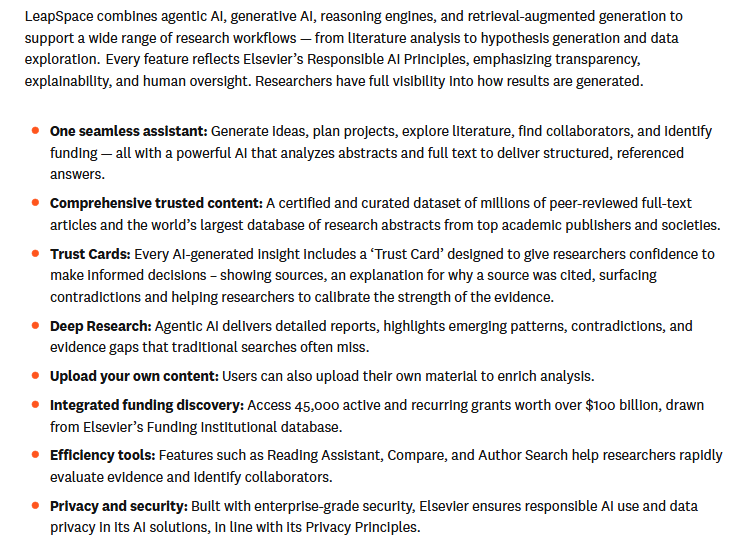 LeapSpace combines agentic AI, generative AI, reasoning engines, and retrieval-augmented generation to
support a wide range of research workflows — from literature analysis to hypothesis generation and data
exploration. Every feature reflects Elsevier's Responsible AI Principles, emphasizing transparency,
explainability, and human oversight. Researchers have full visibility into how results are generated.
• One seamless assistant: Generate ideas, plan projects, explore literature, find collaborators, and identify
funding — all with a powerful AI that analyzes abstracts and full text to deliver structured, referenced
answers.
• Comprehensive trusted content: A certified and curated dataset of millions of peer-reviewed full-text
articles and the world's largest database of research abstracts from top academic publishers and societies.
• Trust Cards: Every AI-generated insight includes a ‘Trust Card’ designed to give researchers confidence to
make informed decisions – showing sources, an explanation for why a source was cited, surfacing
contradictions and helping researchers to calibrate the strength of the evidence.
• Deep Research: Agentic AI delivers detailed reports, highlights emerging patterns, contradictions, and
evidence gaps that traditional searches often miss.
• Upload your own content: Users can also upload their own material to enrich analysis.
• Integrated funding discovery: Access 45,000 active and recurring grants worth over $100 billion, drawn
from Elsevier's Funding Institutional database.
• Efficiency tools: Features such as Reading Assistant, Compare, and Author Search help researchers rapidly
evaluate evidence and identify collaborators.
• Privacy and security: Built with enterprise-grade security, Elsevier ensures responsible AI use and data
privacy in its AI solutions, in line with its Privacy Principles.